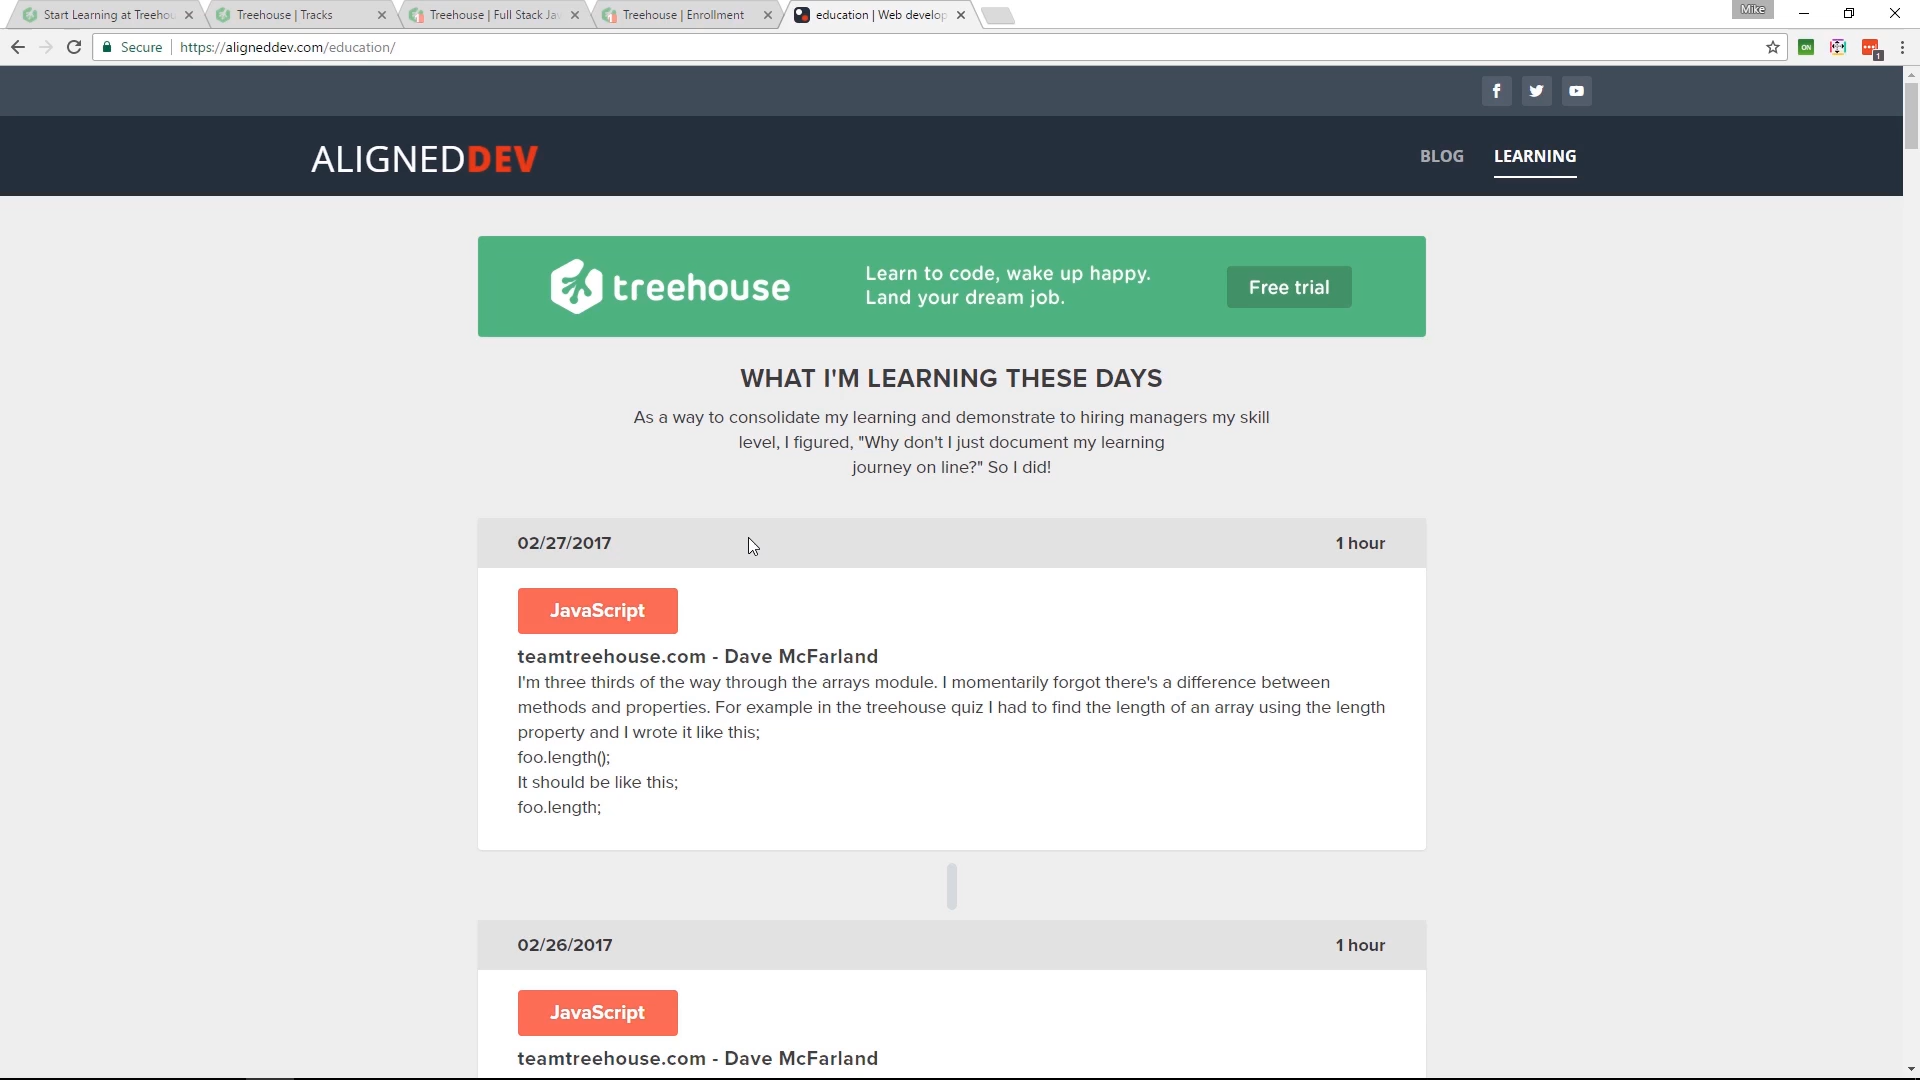 Start Learning at Treehou
Treehouse | Tracks
Treehouse | Full Stack Ja
Treehouse | Enrollment
education | Web develop
Mike
Secure
https://aligneddev.com/education/
ON
1
ALIGNEDDEV
BLOG
LEARNING
treehouse
Learn to code, wake up happy.
Land your dream job.
Free trial
WHAT I'M LEARNING THESE DAYS
As a way to consolidate my learning and demonstrate to hiring managers my skill
level, I figured, "Why don't I just document my learning
journey on line?" So I did!
02/27/2017
1 hour
JavaScript
teamtreehouse.com - Dave McFarland
I'm three thirds of the way through the arrays module. I momentarily forgot there's a difference between
methods and properties. For example in the treehouse quiz I had to find the length of an array using the length
property and I wrote it like this;
foo.length();
It should be like this;
foo.length;
02/26/2017
1 hour
JavaScript
teamtreehouse.com - Dave McFarland